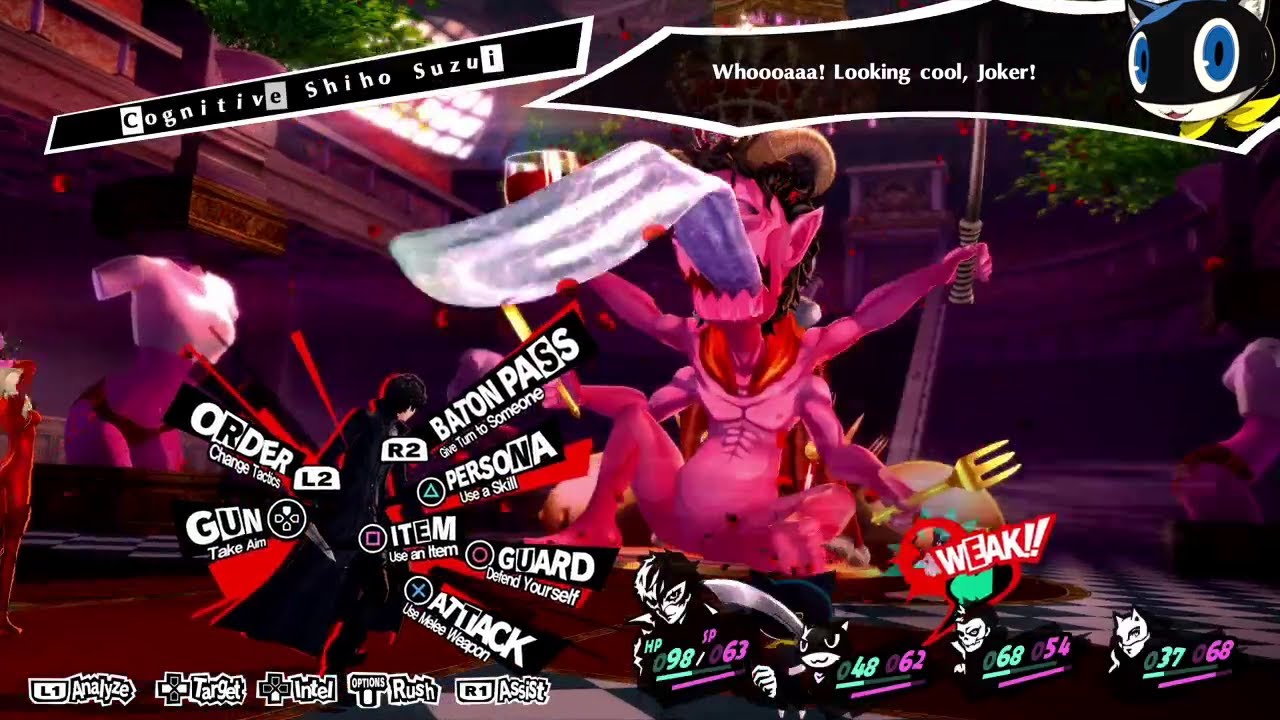 Cognitive Shiho Suzui
Whoooaaa! Looking cool, Joker!
BATON PASS
Give Turn to Someone
R2
ORDER
Change Tactics
L2
PERSONA
Use a Skill
GUN
Take Aim
ITEM
Use an Item
GUARD
Defend Yourself
ATTACK
Use Melee Weapon
WEAK!!
HP SP
098/063
048 062
068 054
037 068
L1 Analyze Target Intel OPTIONS Rush R1 Assist